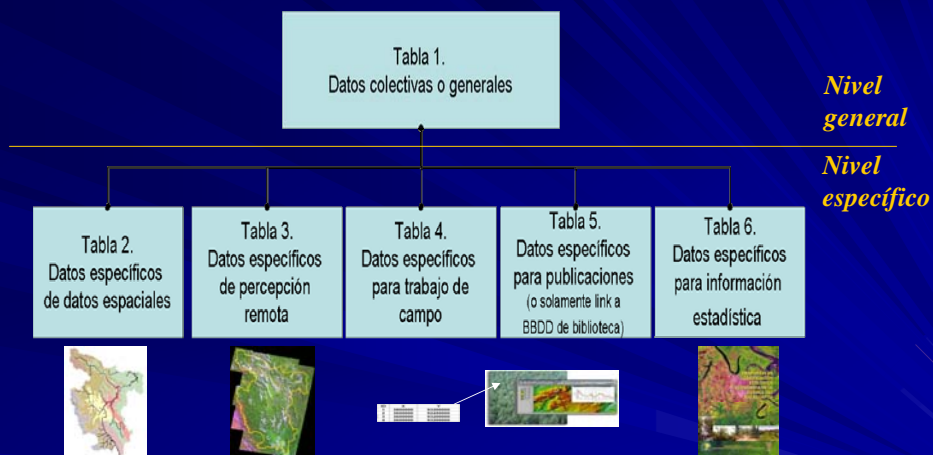 Tabla 1.
Datos colectivas o generales
Nivel
general
Nivel
específico
Tabla 2.
Datos específicos
de datos espaciales
Tabla 3.
Datos específicos
de percepción
remota
Tabla 4.
Datos específicos
para trabajo de
campo
Tabla 5.
Datos específicos
para publicaciones
(o solamente link a
BBDD de biblioteca)
Tabla 6.
Datos específicos
para información
estadística